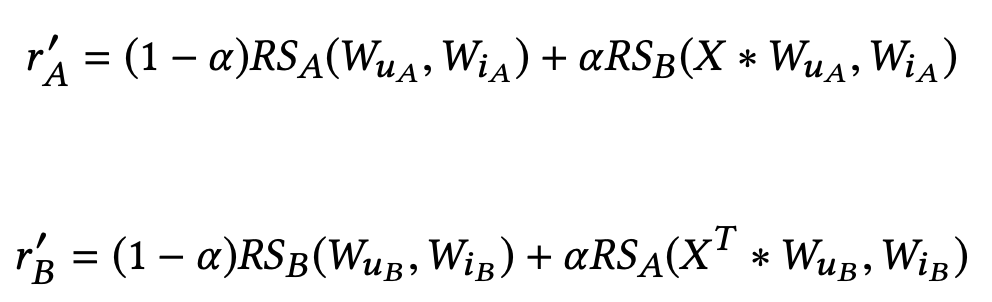 r′_A = (1 − α)RS_A(W_{u_A}, W_{i_A}) + αRS_B(X * W_{u_A}, W_{i_A})
r′_B = (1 − α)RS_B(W_{u_B}, W_{i_B}) + αRS_A(X^T * W_{u_B}, W_{i_B})